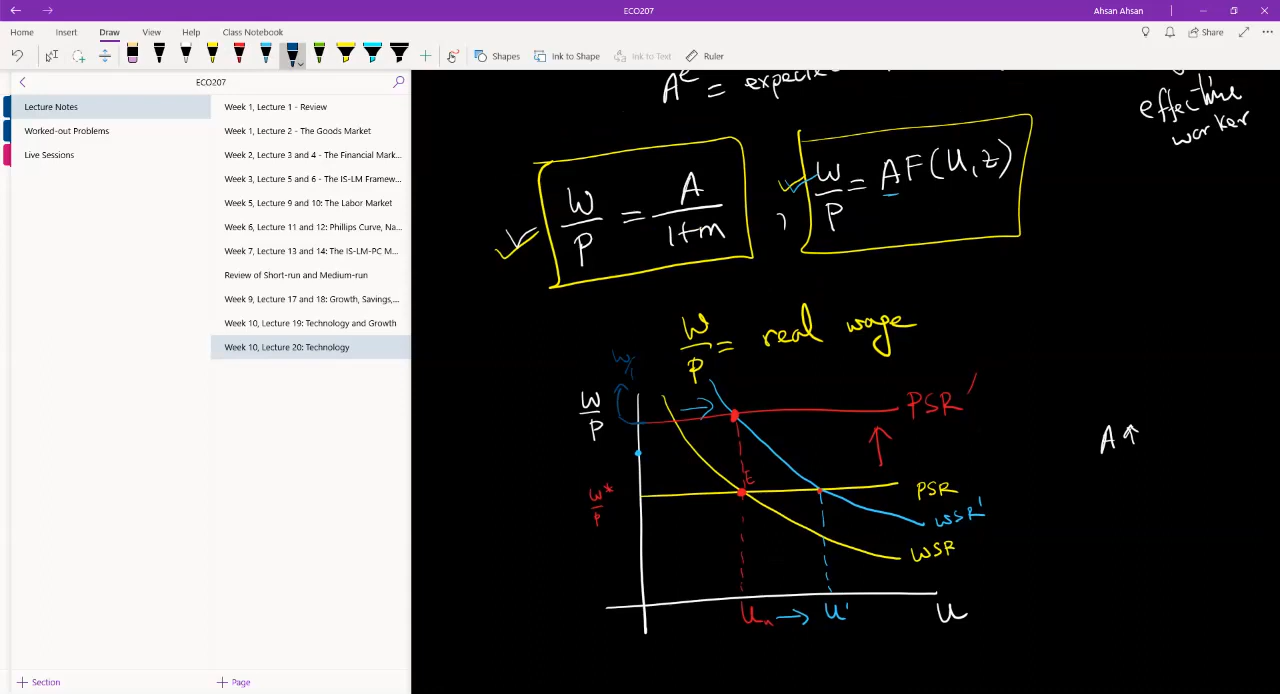 ECO207
Ahsan Ahsan
Home Insert Draw View Help Class Notebook
Share
Shapes Ink to Shape Ink to Text Ruler
ECO207
Lecture Notes
Worked-out Problems
Live Sessions
Week 1, Lecture 1 - Review
Week 1, Lecture 2 - The Goods Market
Week 2, Lecture 3 and 4 - The Financial Mark...
Week 3, Lecture 5 and 6 - The IS-LM Framew...
Week 5, Lecture 9 and 10: The Labor Market
Week 6, Lecture 11 and 12: Phillips Curve, Na...
Week 7, Lecture 13 and 14: The IS-LM-PC M...
Review of Short-run and Medium-run
Week 9, Lecture 17 and 18: Growth, Savings,...
Week 10, Lecture 19: Technology and Growth
Week 10, Lecture 20: Technology
+ Section
+ Page
A^e =
effective
worker
W/P = A/(1+m) , W/P = AF(U,z)
W/P = real wage
W/P
PSR'
A ↑
E
W*/P
PSR
WSR'
WSR
Un → U'
U